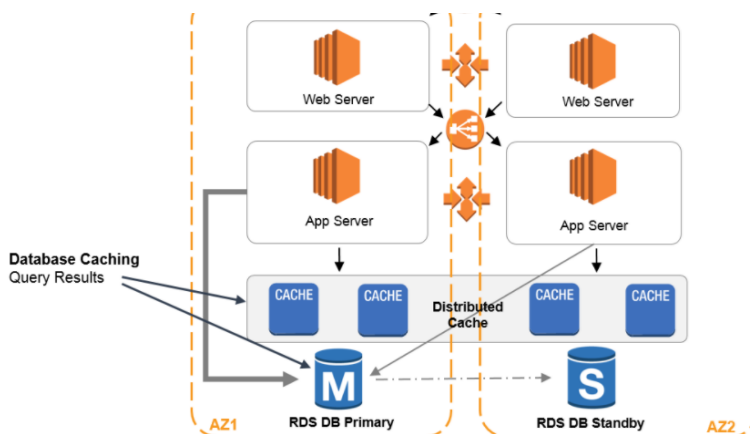 Web Server
Web Server
App Server
App Server
Database Caching
Query Results
CACHE
CACHE
Distributed
Cache
CACHE
CACHE
M
S
RDS DB Primary
RDS DB Standby
AZ1
AZ2